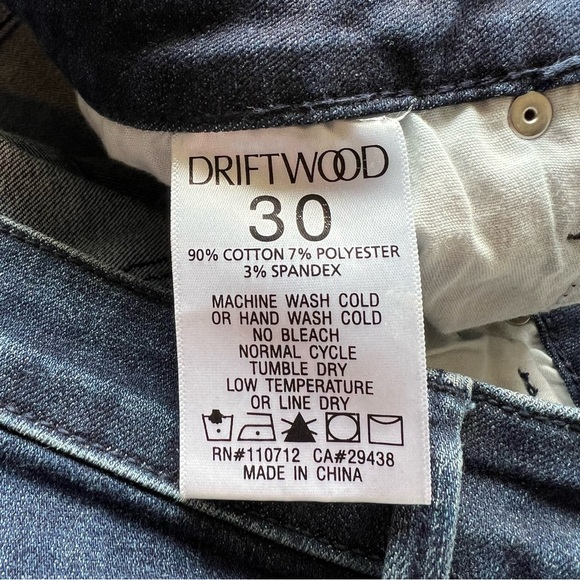 DRIFTWOOD
30
90% COTTON 7% POLYESTER
3% SPANDEX
MACHINE WASH COLD
OR HAND WASH COLD
NO BLEACH
NORMAL CYCLE
TUMBLE DRY
LOW TEMPERATURE
OR LINE DRY
RN#110712 CA#29438
MADE IN CHINA